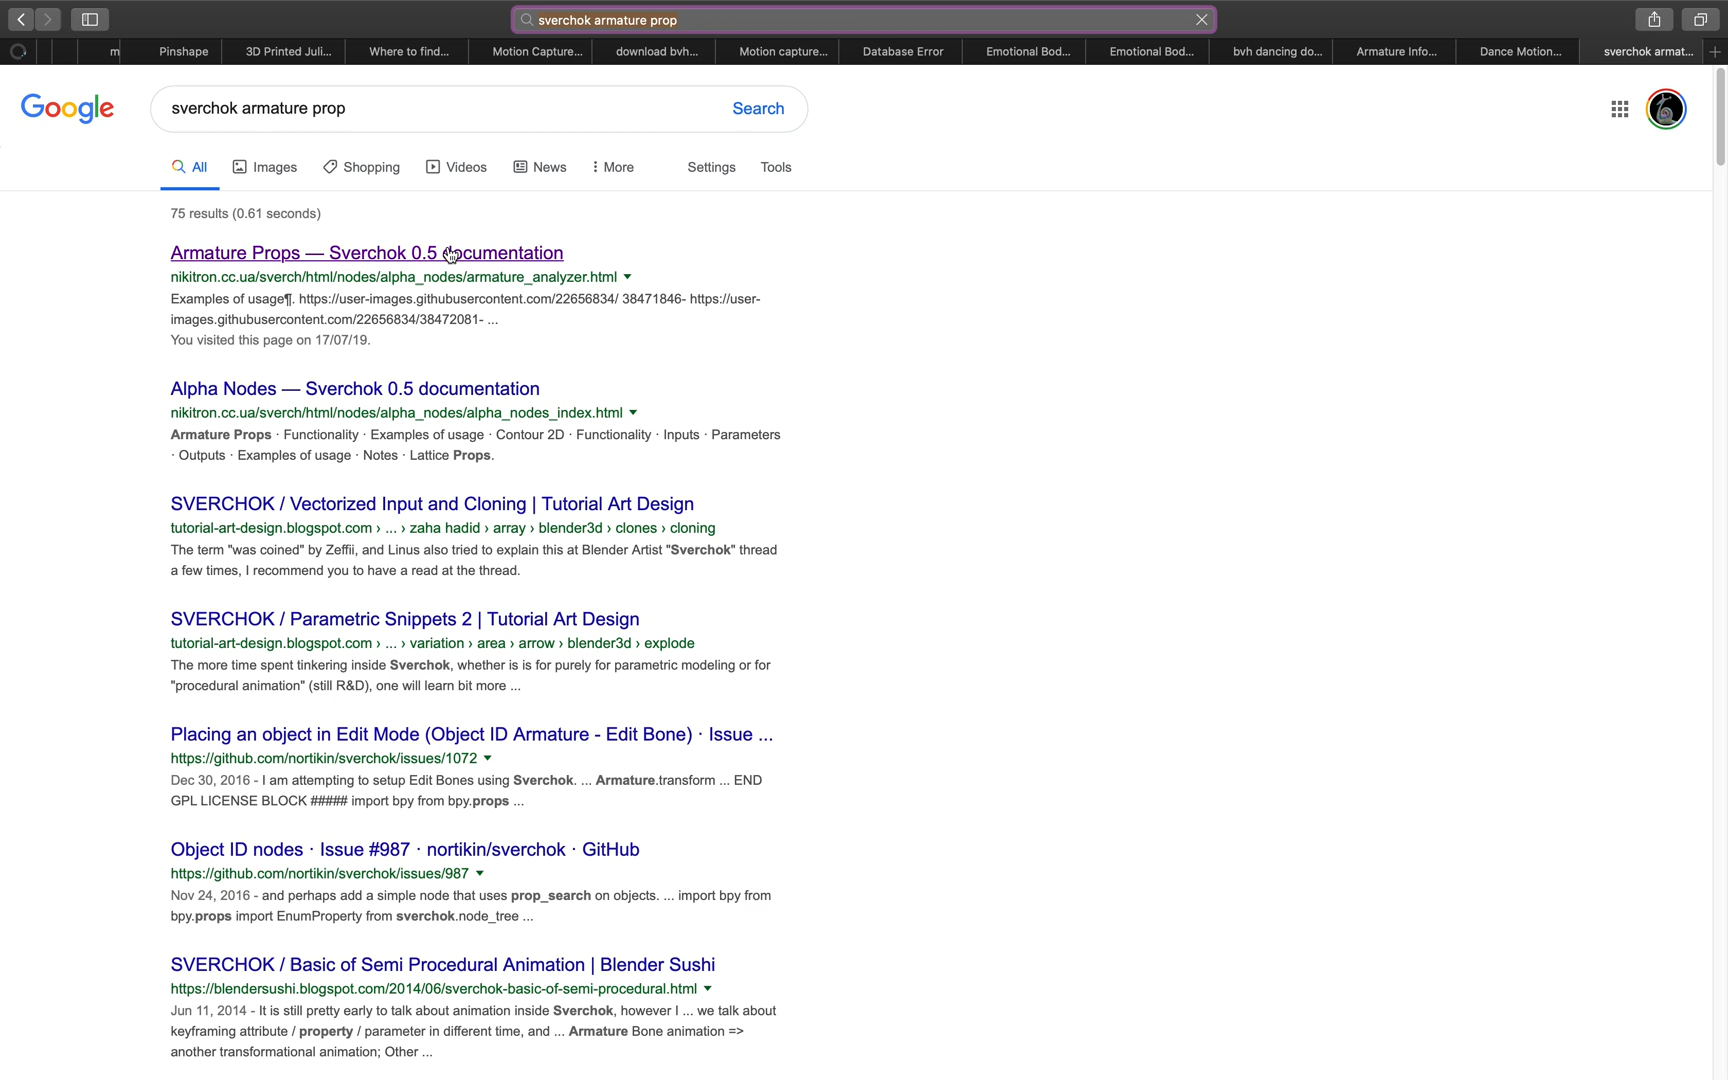 sverchok armature prop
m
Pinshape
3D Printed Juli...
Where to find...
Motion Capture...
download bvh...
Motion capture...
Database Error
Emotional Bod...
Emotional Bod...
bvh dancing do...
Armature Info...
Dance Motion...
sverchok armat...
Google
sverchok armature prop
Search
All
Images
Shopping
Videos
News
More
Settings
Tools
75 results (0.61 seconds)
Armature Props — Sverchok 0.5 documentation
nikitron.cc.ua/sverch/html/nodes/alpha_nodes/armature_analyzer.html
Examples of usage¶. https://user-images.githubusercontent.com/22656834/ 38471846- https://user-
images.githubusercontent.com/22656834/38472081- ...
You visited this page on 17/07/19.
Alpha Nodes — Sverchok 0.5 documentation
nikitron.cc.ua/sverch/html/nodes/alpha_nodes/alpha_nodes_index.html
Armature Props · Functionality · Examples of usage · Contour 2D · Functionality · Inputs · Parameters
· Outputs · Examples of usage · Notes · Lattice Props.
SVERCHOK / Vectorized Input and Cloning | Tutorial Art Design
tutorial-art-design.blogspot.com › ... › zaha hadid › array › blender3d › clones › cloning
The term "was coined" by Zeffii, and Linus also tried to explain this at Blender Artist "Sverchok" thread
a few times, I recommend you to have a read at the thread.
SVERCHOK / Parametric Snippets 2 | Tutorial Art Design
tutorial-art-design.blogspot.com › ... › variation › area › arrow › blender3d › explode
The more time spent tinkering inside Sverchok, whether is is for purely for parametric modeling or for
"procedural animation" (still R&D), one will learn bit more ...
Placing an object in Edit Mode (Object ID Armature - Edit Bone) · Issue ...
https://github.com/nortikin/sverchok/issues/1072
Dec 30, 2016 - I am attempting to setup Edit Bones using Sverchok. ... Armature.transform ... END
GPL LICENSE BLOCK ##### import bpy from bpy.props ...
Object ID nodes · Issue #987 · nortikin/sverchok · GitHub
https://github.com/nortikin/sverchok/issues/987
Nov 24, 2016 - and perhaps add a simple node that uses prop_search on objects. ... import bpy from
bpy.props import EnumProperty from sverchok.node_tree ...
SVERCHOK / Basic of Semi Procedural Animation | Blender Sushi
https://blendersushi.blogspot.com/2014/06/sverchok-basic-of-semi-procedural.html
Jun 11, 2014 - It is still pretty early to talk about animation inside Sverchok, however I ... we talk about
keyframing attribute / property / parameter in different time, and ... Armature Bone animation =>
another transformational animation; Other ...